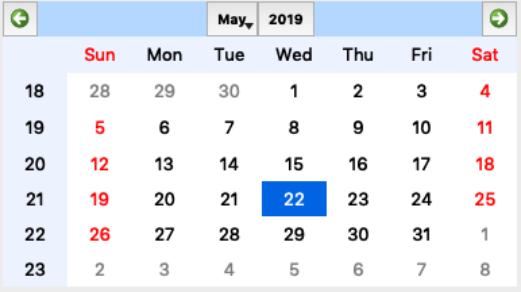 May 2019
Sun Mon Tue Wed Thu Fri Sat
18 28 29 30 1 2 3 4
19 5 6 7 8 9 10 11
20 12 13 14 15 16 17 18
21 19 20 21 22 23 24 25
22 26 27 28 29 30 31 1
23 2 3 4 5 6 7 8